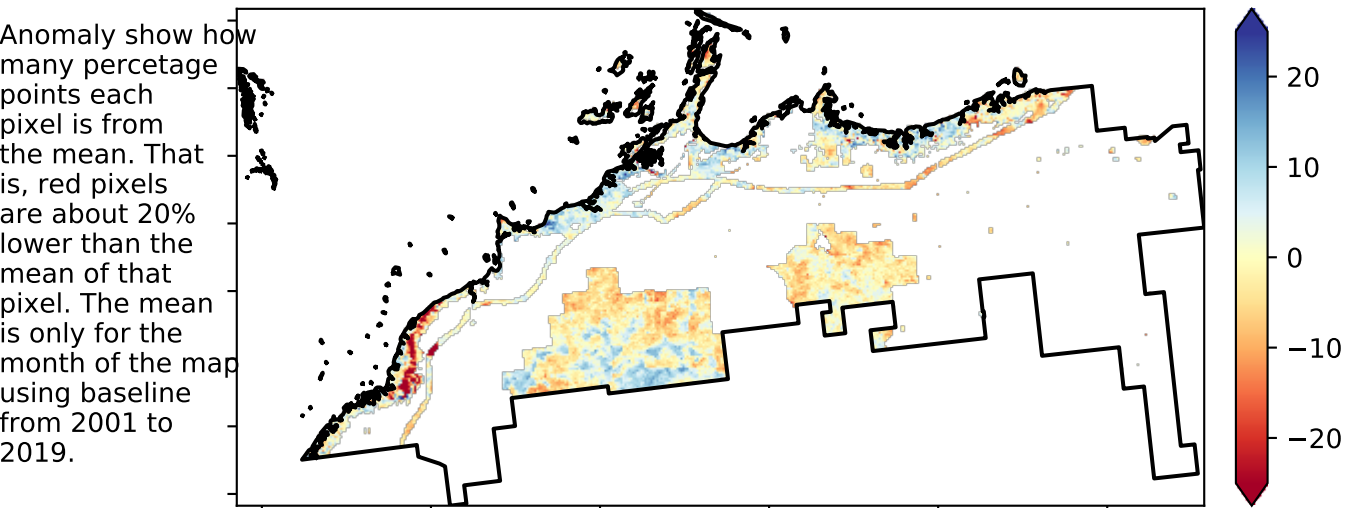 Anomaly show how
many percetage
points each
pixel is from
the mean. That
is, red pixels
are about 20%
lower than the
mean of that
pixel. The mean
is only for the
month of the map
using baseline
from 2001 to
2019.
20
10
0
−10
−20